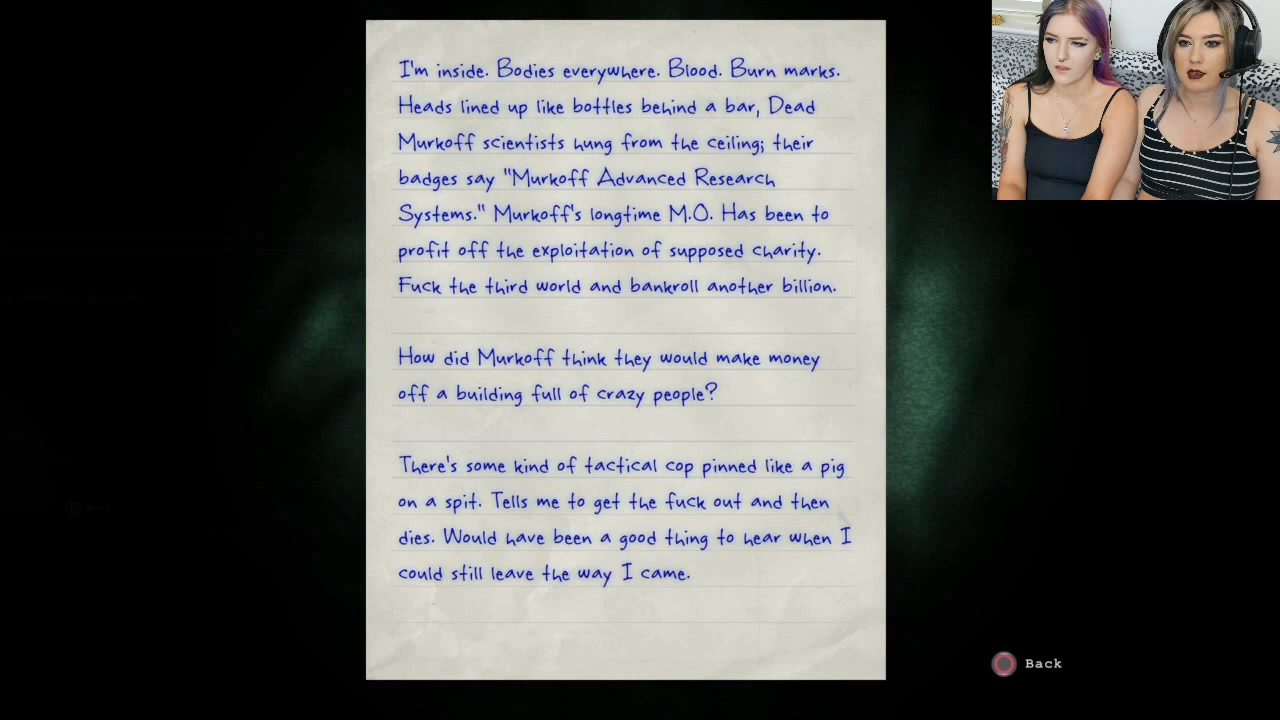 I'm inside. Bodies everywhere. Blood. Burn marks.
Heads lined up like bottles behind a bar, Dead
Murkoff scientists hung from the ceiling; their
badges say "Murkoff Advanced Research
Systems." Murkoff's longtime M.O. Has been to
profit off the exploitation of supposed charity.
Fuck the third world and bankroll another billion.
How did Murkoff think they would make money
off a building full of crazy people?
There's some kind of tactical cop pinned like a pig
on a spit. Tells me to get the fuck out and then
dies. Would have been a good thing to hear when I
could still leave the way I came.
Back